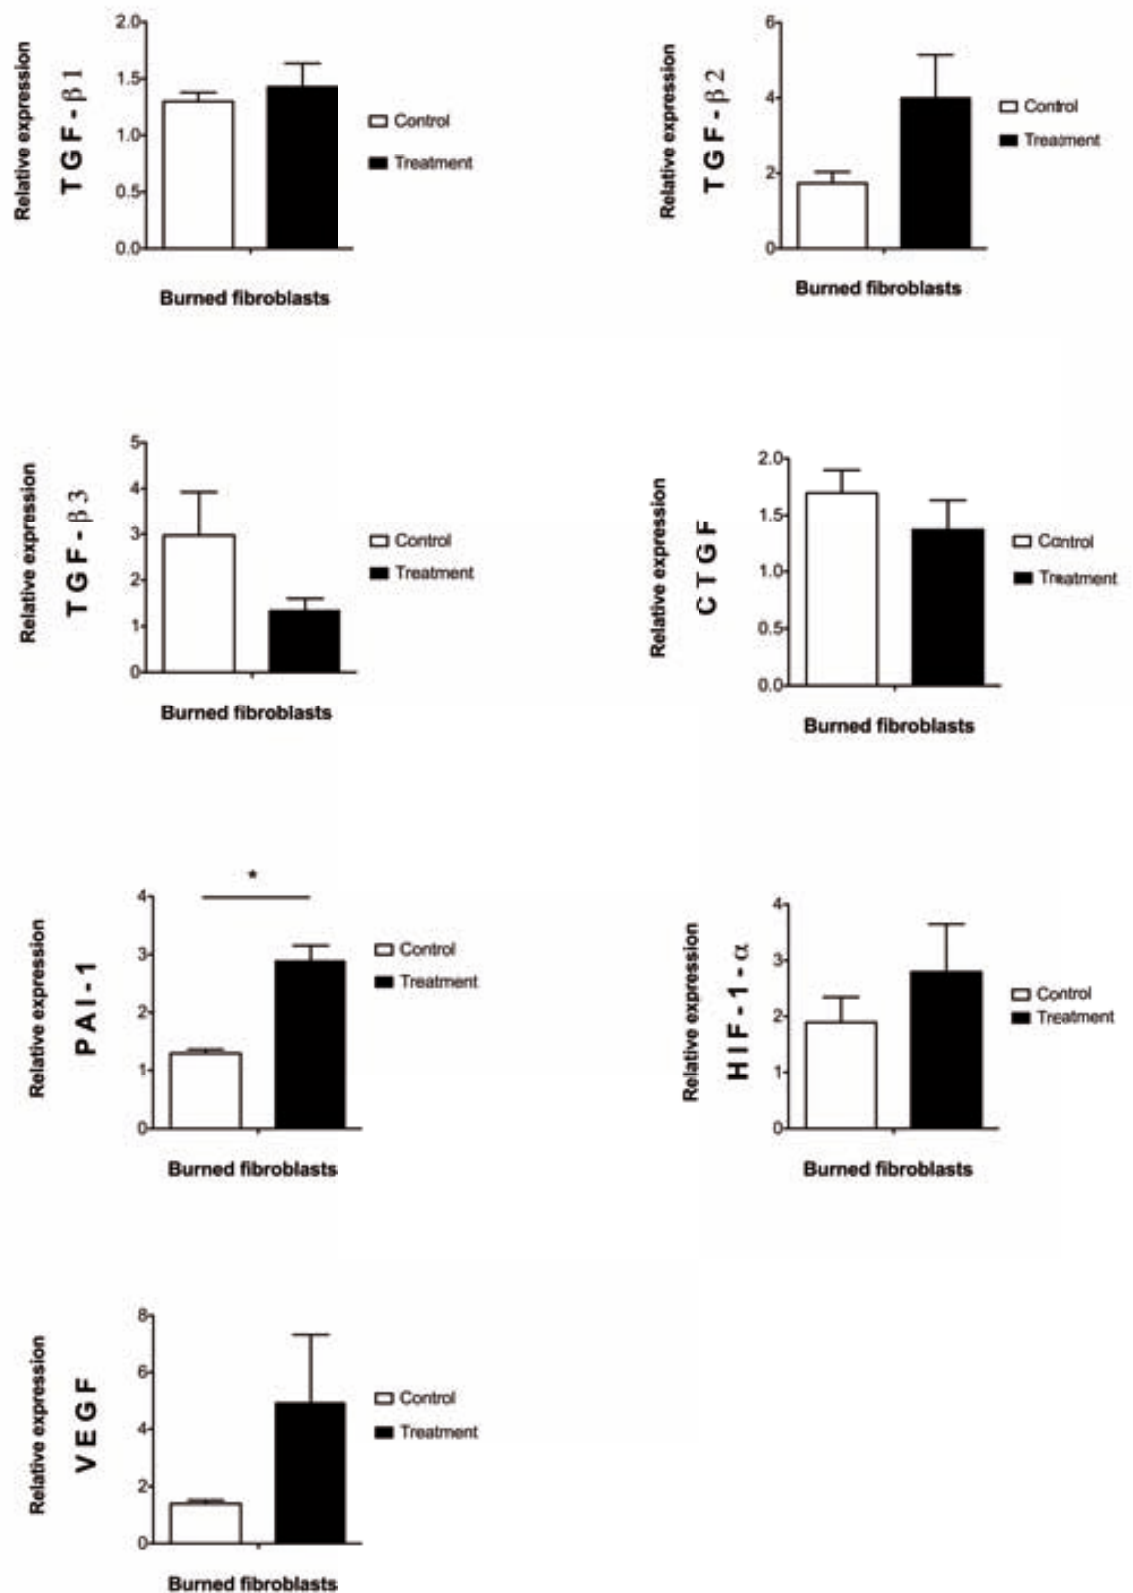 Relative expression
TGF-β1
2.0
1.5
1.0
0.5
0.0
Control
Treatment
Burned fibroblasts
Relative expression
TGF-β2
6
4
2
0
Control
Treatment
Burned fibroblasts
Relative expression
TGF-β3
5
4
3
2
1
0
Control
Treatment
Burned fibroblasts
Relative expression
CTGF
2.0
1.5
1.0
0.5
0.0
Control
Treatment
Burned fibroblasts
Relative expression
PAI-1
*
4
3
2
1
0
Control
Treatment
Burned fibroblasts
Relative expression
HIF-1-α
4
3
2
1
0
Control
Treatment
Burned fibroblasts
Relative expression
VEGF
8
6
4
2
0
Control
Treatment
Burned fibroblasts